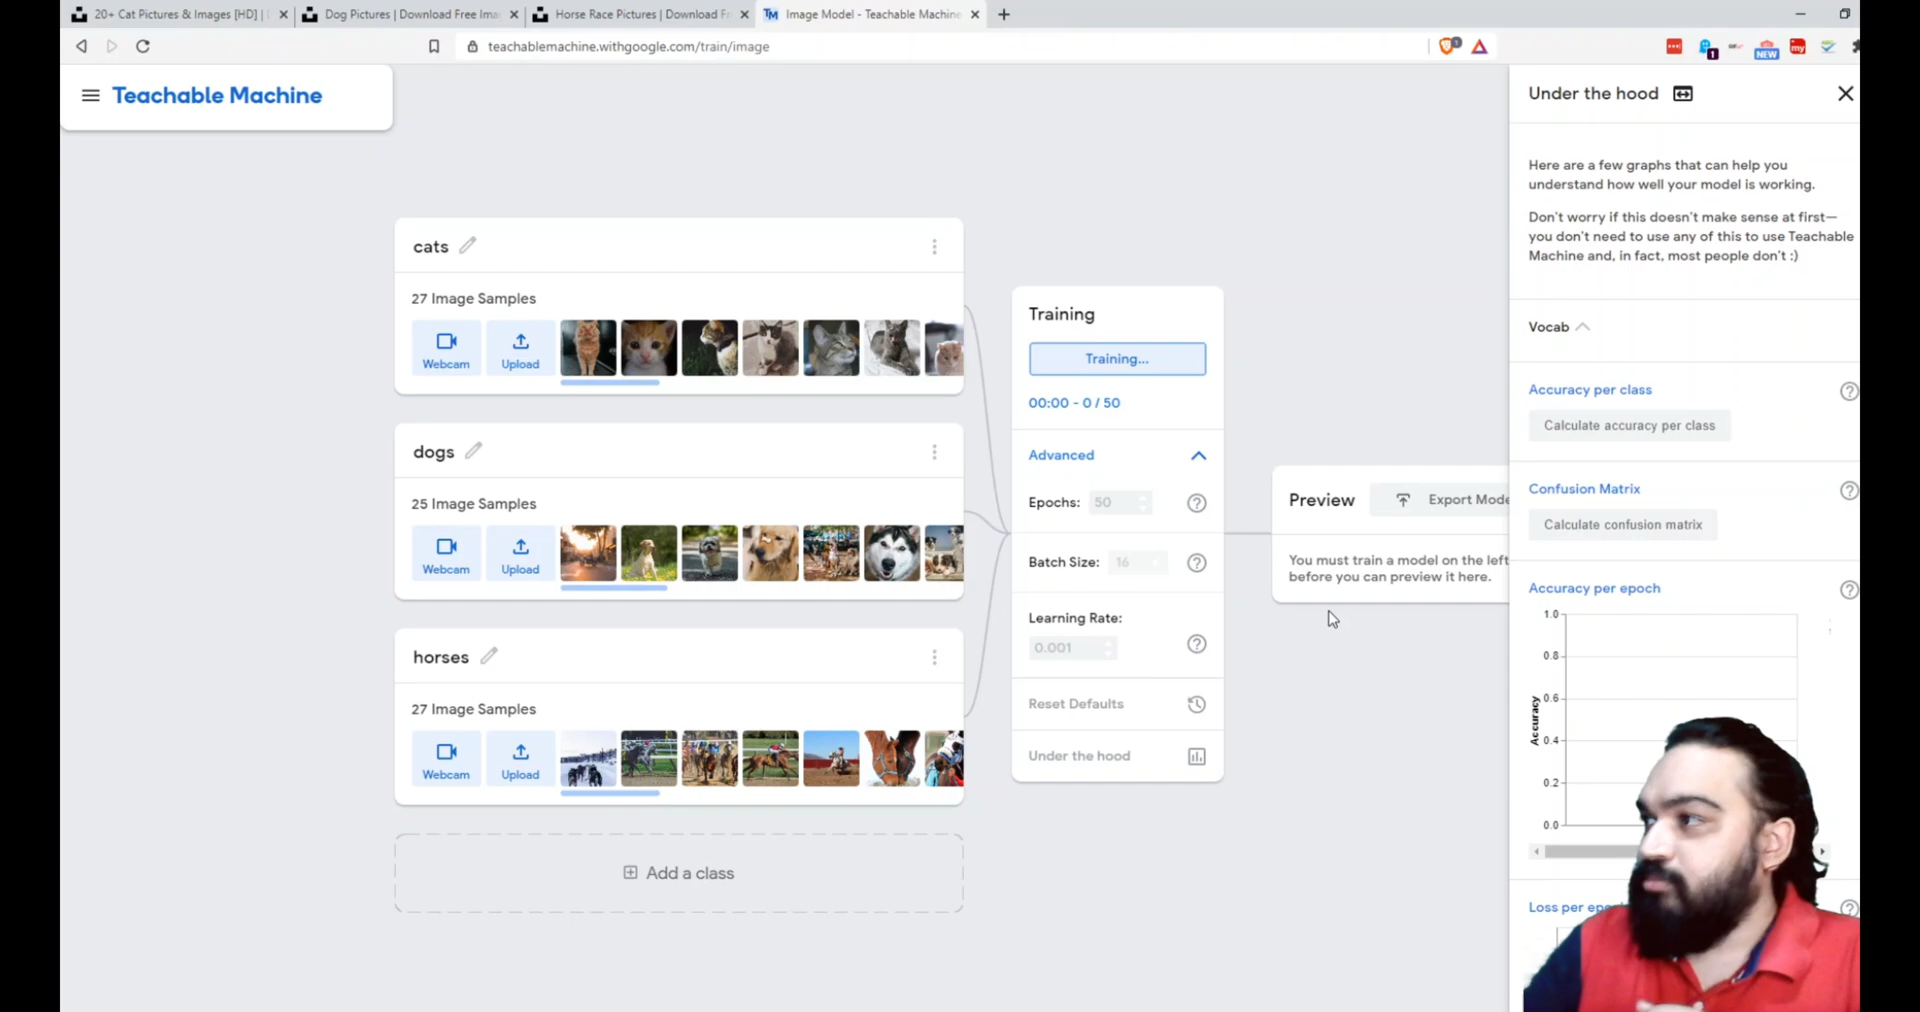 20+ Cat Pictures & Images [HD] |
Dog Pictures | Download Free Ima
Horse Race Pictures | Download F
Image Model - Teachable Machine
teachablemachine.withgoogle.com/train/image
1
1
NEW
my
Teachable Machine
cats
27 Image Samples
Webcam
Upload
dogs
25 Image Samples
Webcam
Upload
horses
27 Image Samples
Webcam
Upload
Add a class
Training
Training...
00:00 - 0 / 50
Advanced
Epochs: 50
Batch Size: 16
Learning Rate:
0.001
Reset Defaults
Under the hood
Preview
Export Mode
You must train a model on the left
before you can preview it here.
Under the hood
Here are a few graphs that can help you
understand how well your model is working.
Don't worry if this doesn't make sense at first—
you don't need to use any of this to use Teachable
Machine and, in fact, most people don't :)
Vocab
Accuracy per class
Calculate accuracy per class
Confusion Matrix
Calculate confusion matrix
Accuracy per epoch
1.0
0.8
0.6
0.4
0.2
0.0
Accuracy
Loss per epo